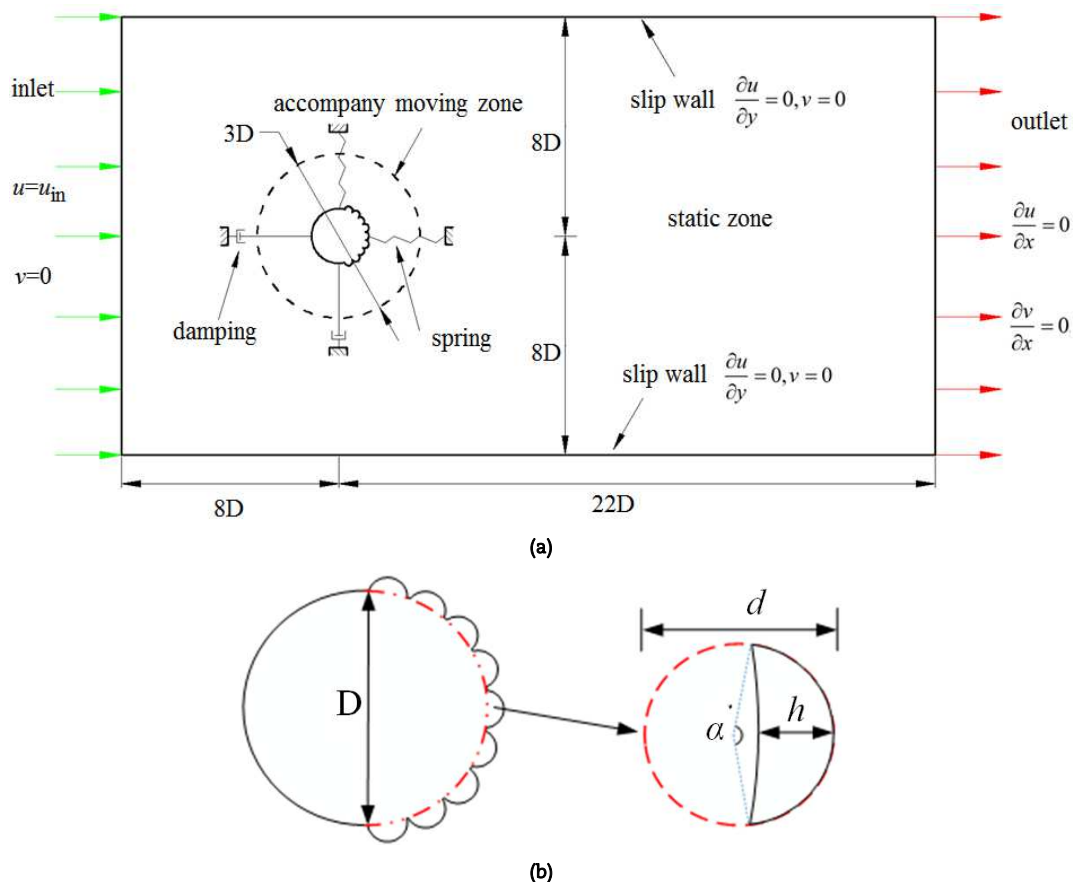 inlet
u=u_in
v=0
accompany moving zone
3D
damping
spring
8D
8D
slip wall ∂u/∂y=0, v=0
static zone
slip wall ∂u/∂y=0, v=0
outlet
∂u/∂x=0
∂v/∂x=0
8D
22D
(a)
D
d
α
h
(b)